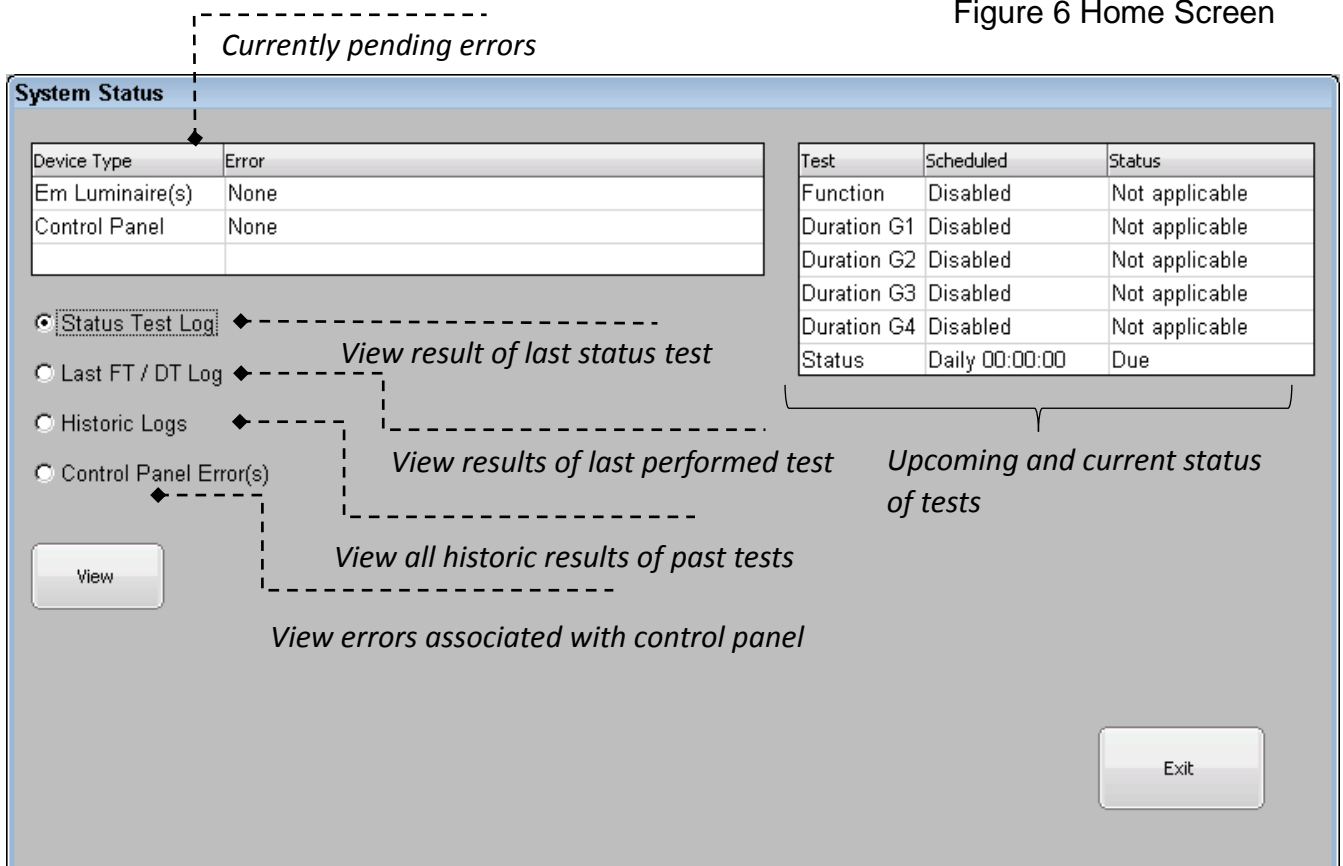 Figure 6 Home Screen
Currently pending errors
System Status
Device Type Error
Em Luminaire(s) None
Control Panel None
Test Scheduled Status
Function Disabled Not applicable
Duration G1 Disabled Not applicable
Duration G2 Disabled Not applicable
Duration G3 Disabled Not applicable
Duration G4 Disabled Not applicable
Status Daily 00:00:00 Due
Status Test Log
View result of last status test
Last FT / DT Log
Historic Logs
View results of last performed test
Upcoming and current status
of tests
Control Panel Error(s)
View all historic results of past tests
View
View errors associated with control panel
Exit